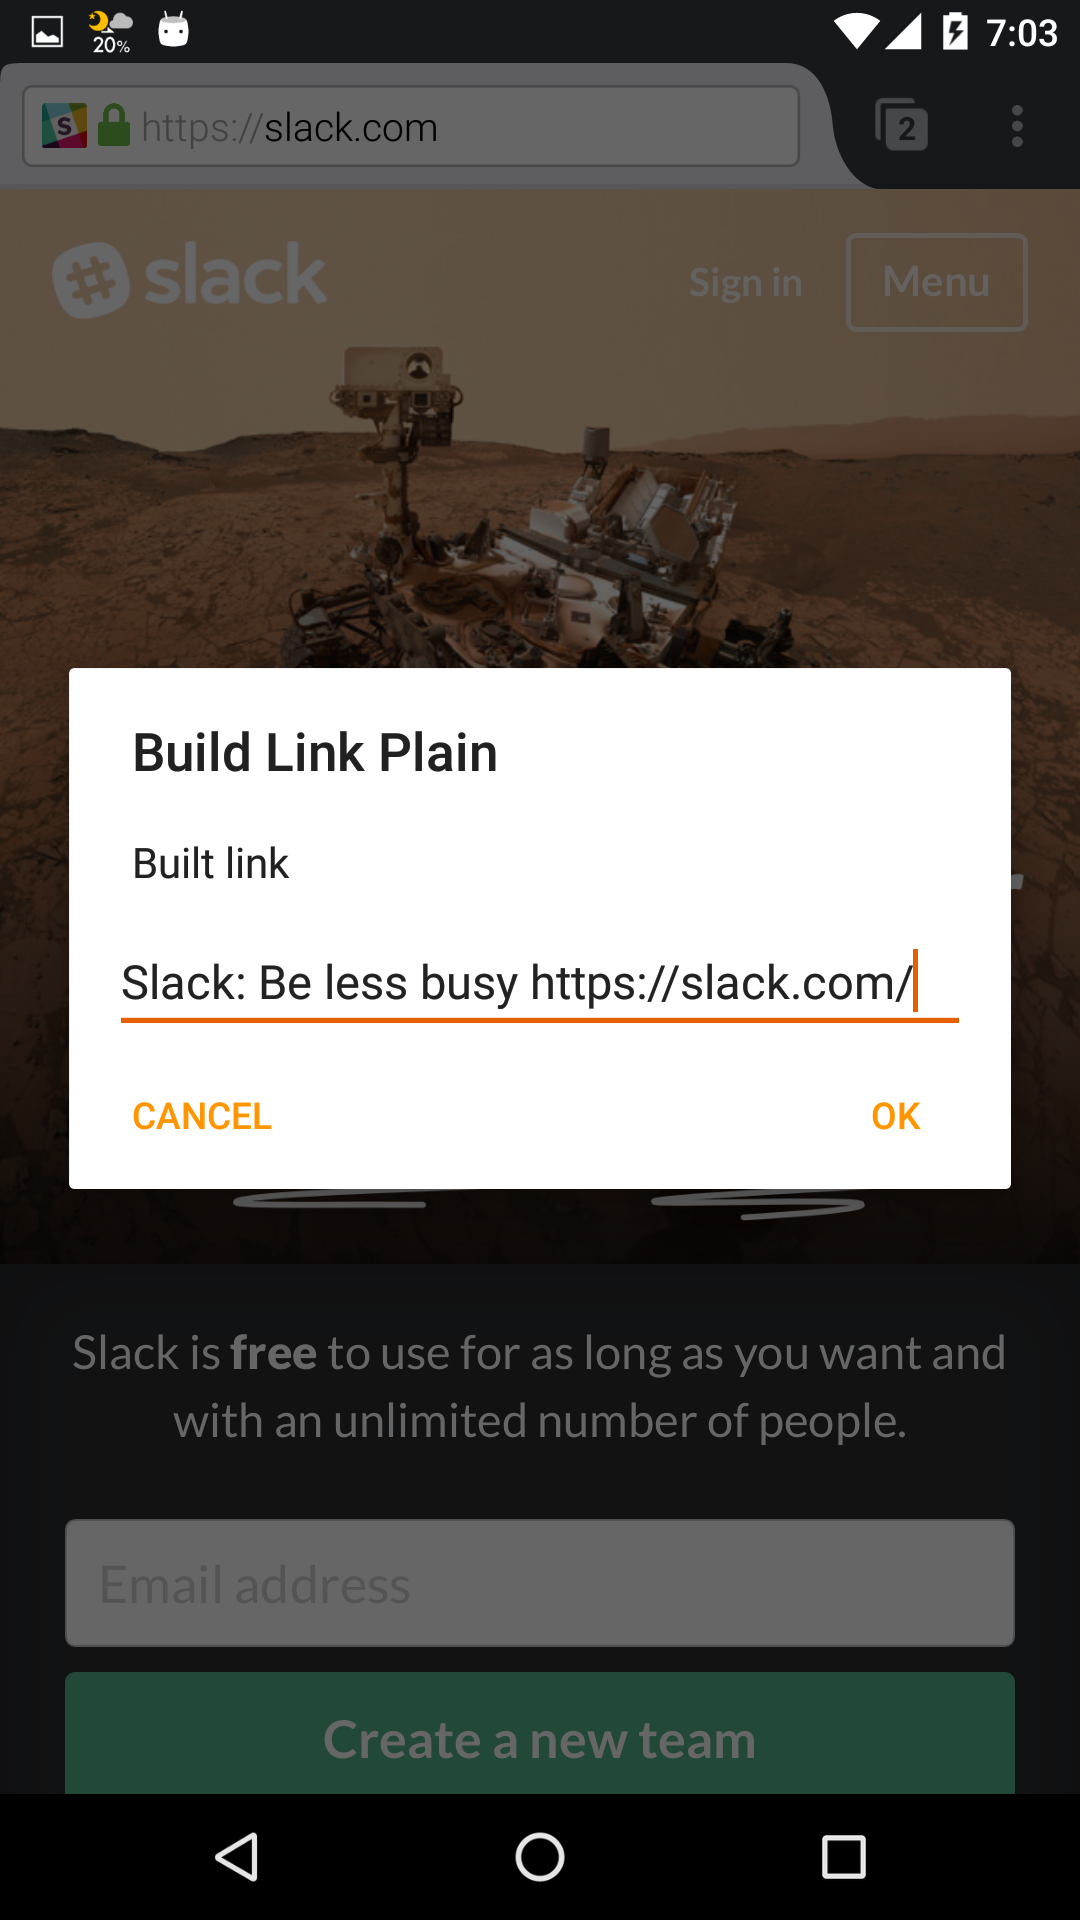 20%
7:03
S https://slack.com
2
slack
Sign in
Menu
Build Link Plain
Built link
Slack: Be less busy https://slack.com/
CANCEL
OK
Slack is free to use for as long as you want and
with an unlimited number of people.
Email address
Create a new team